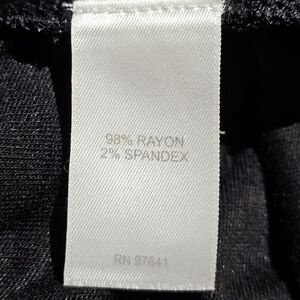 98% RAYON
2% SPANDEX
RN 97641